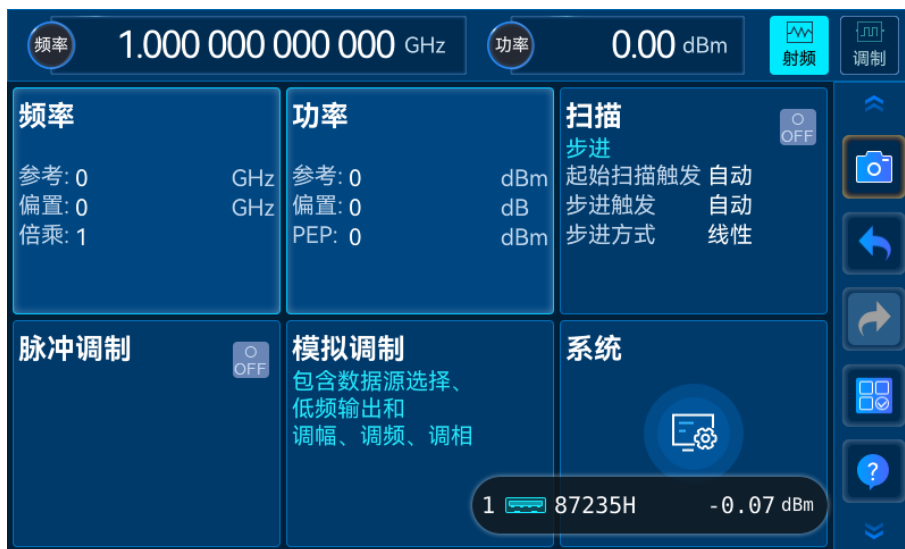 频率 1.000 000 000 000 GHz 功率 0.00 dBm 射频 调制
频率
参考: 0 GHz
偏置: 0 GHz
倍乘: 1
功率
参考: 0 dBm
偏置: 0 dB
PEP: 0 dBm
扫描 OFF
步进
起始扫描触发 自动
步进触发 自动
步进方式 线性
脉冲调制 OFF
模拟调制
包含数据源选择、
低频输出和
调幅、调频、调相
系统
?
1 87235H -0.07 dBm